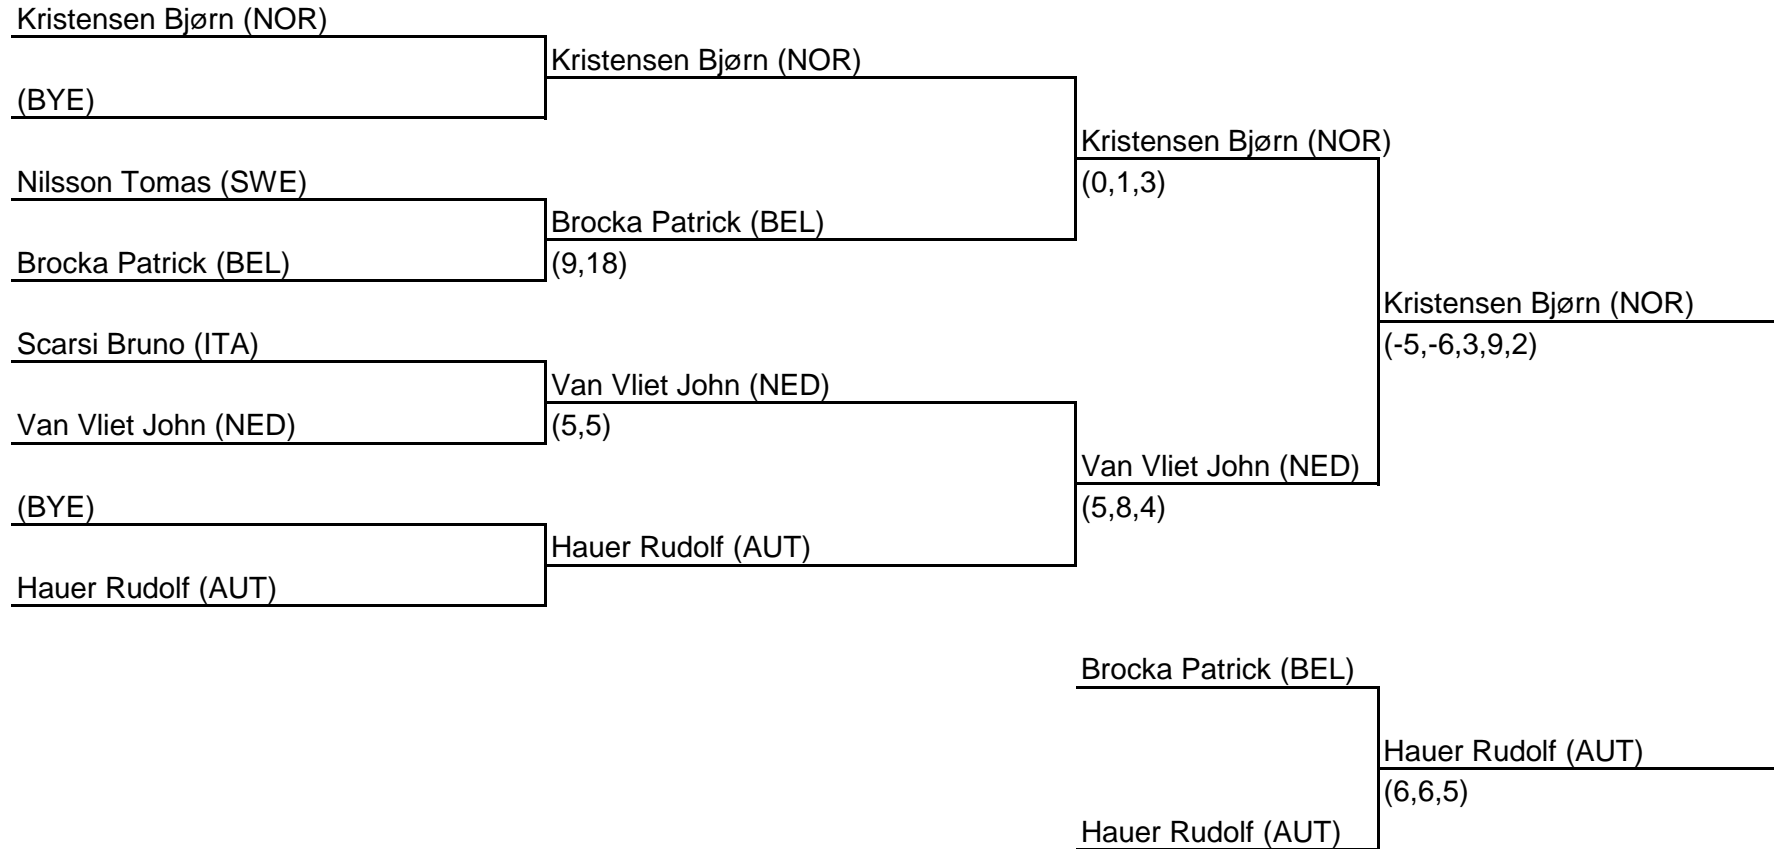 Kristensen Bjørn (NOR)
Kristensen Bjørn (NOR)
(BYE)
Kristensen Bjørn (NOR)
Nilsson Tomas (SWE)
(0,1,3)
Brocka Patrick (BEL)
Brocka Patrick (BEL)
(9,18)
Kristensen Bjørn (NOR)
Scarsi Bruno (ITA)
(-5,-6,3,9,2)
Van Vliet John (NED)
Van Vliet John (NED)
(5,5)
Van Vliet John (NED)
(BYE)
(5,8,4)
Hauer Rudolf (AUT)
Hauer Rudolf (AUT)
Brocka Patrick (BEL)
Hauer Rudolf (AUT)
(6,6,5)
Hauer Rudolf (AUT)